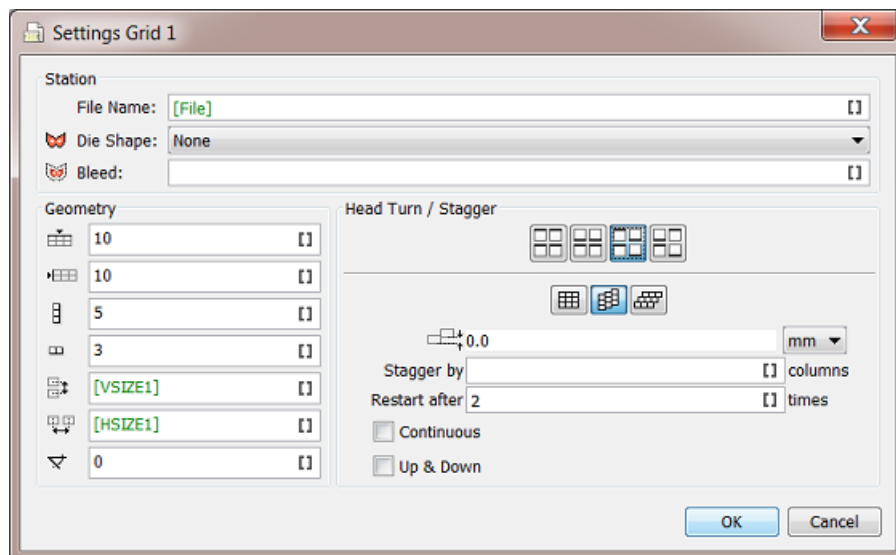 Settings Grid 1
Station
File Name: [File] []
Die Shape: None
Bleed: []
Geometry
10 []
10 []
5 []
3 []
[VSIZE1] []
[HSIZE1] []
0 []
Head Turn / Stagger
0.0 mm
Stagger by [] columns
Restart after 2 [] times
Continuous
Up & Down
OK Cancel